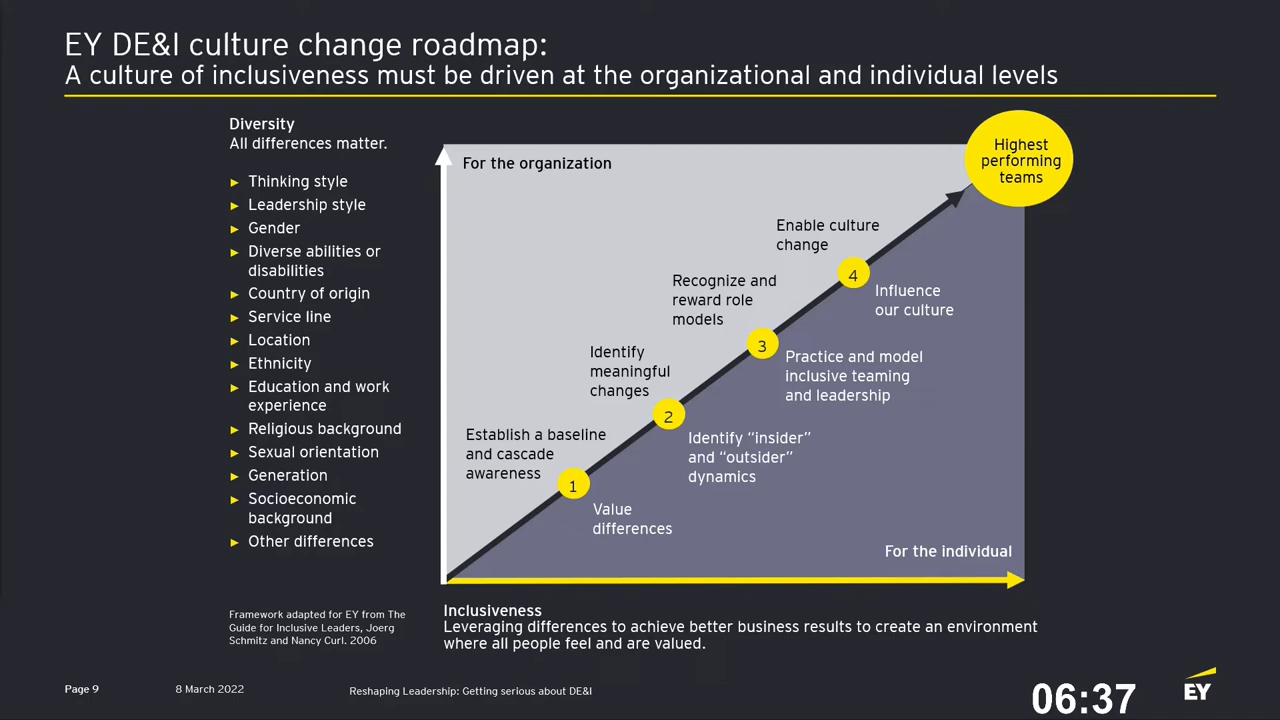 EY DE&I culture change roadmap:
A culture of inclusiveness must be driven at the organizational and individual levels
Diversity
All differences matter.
► Thinking style
► Leadership style
► Gender
► Diverse abilities or
disabilities
► Country of origin
► Service line
► Location
► Ethnicity
► Education and work
experience
► Religious background
► Sexual orientation
► Generation
► Socioeconomic
background
► Other differences
Framework adapted for EY from The
Guide for Inclusive Leaders, Joerg
Schmitz and Nancy Curl. 2006
For the organization
Highest
performing
teams
Enable culture
change
4
Influence
our culture
Recognize and
reward role
models
3
Practice and model
inclusive teaming
and leadership
Identify
meaningful
changes
2
Identify “insider”
and “outsider”
dynamics
Establish a baseline
and cascade
awareness
1
Value
differences
For the individual
Inclusiveness
Leveraging differences to achieve better business results to create an environment
where all people feel and are valued.
Page 9
8 March 2022
Reshaping Leadership: Getting serious about DE&I
06:37
EY